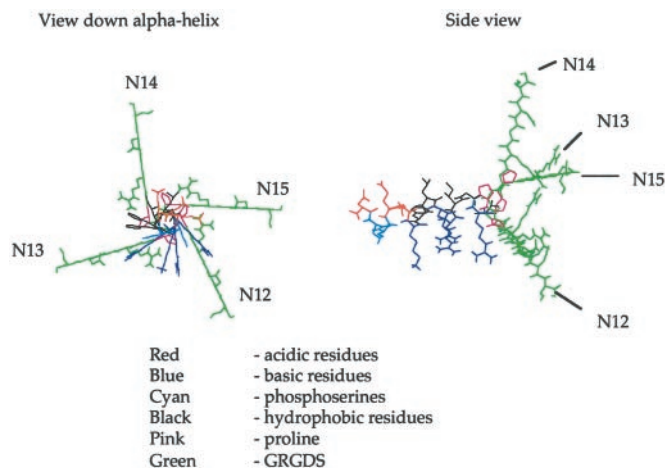 View down alpha-helix
Side view
N14
N15
N13
N12
N14
N13
N15
N12
Red - acidic residues
Blue - basic residues
Cyan - phosphoserines
Black - hydrophobic residues
Pink - proline
Green - GRGDS